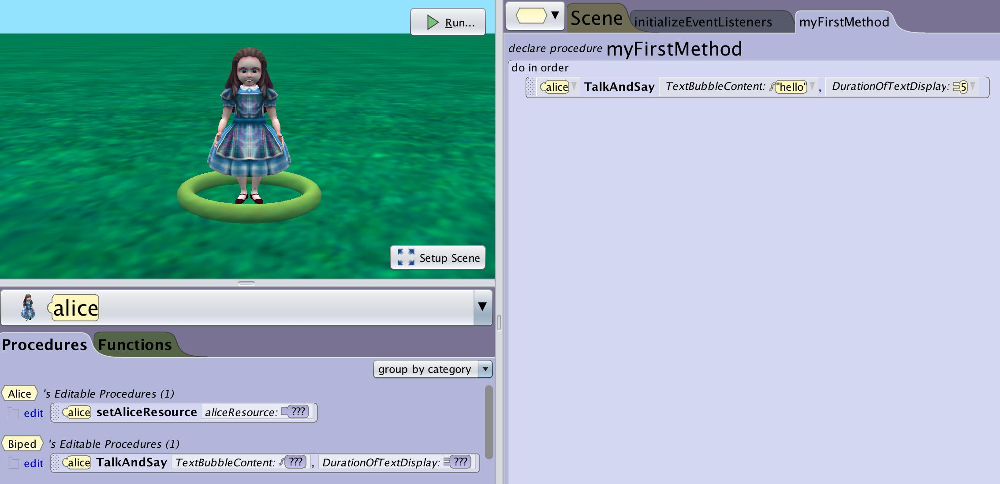 Run...
Setup Scene
alice
Procedures Functions
group by category
Alice 's Editable Procedures (1)
edit alice setAliceResource aliceResource: ???
Biped 's Editable Procedures (1)
edit alice TalkAndSay TextBubbleContent: ??? , DurationOfTextDisplay: ???
Scene initializeEventListeners myFirstMethod
declare procedure myFirstMethod
do in order
alice TalkAndSay TextBubbleContent: "hello" , DurationOfTextDisplay: 5